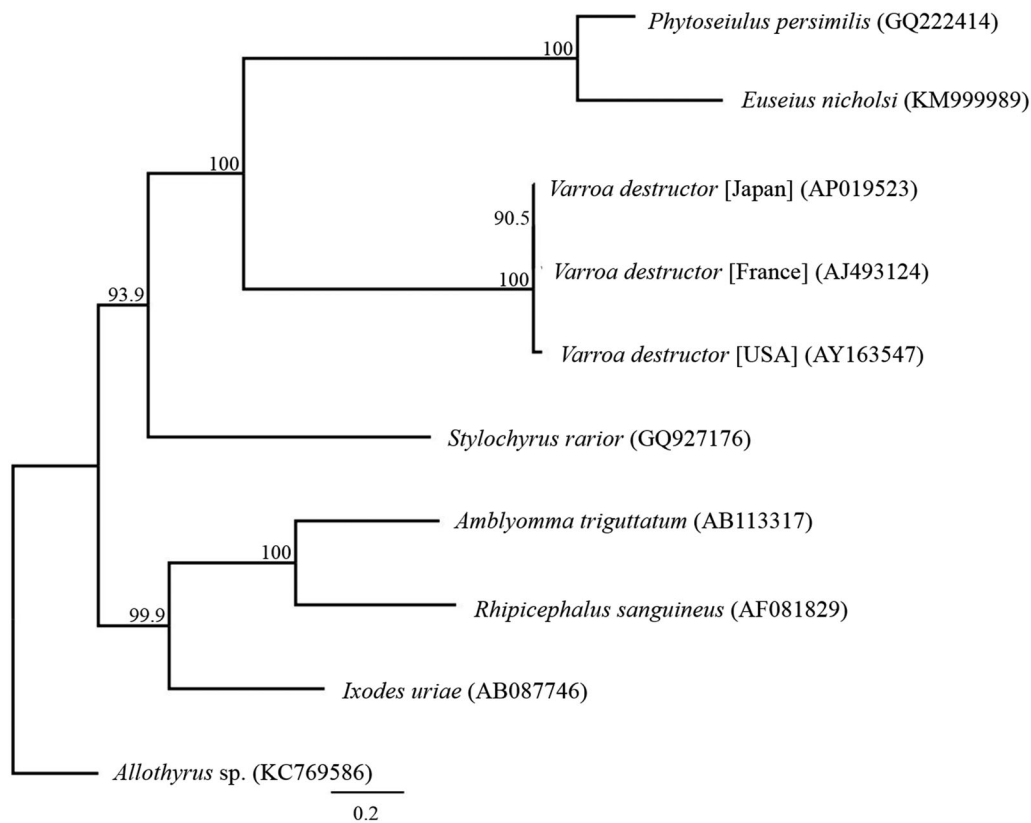 Phytoseiulus persimilis (GQ222414)
100
Euseius nicholsi (KM999989)
100
Varroa destructor [Japan] (AP019523)
90.5
Varroa destructor [France] (AJ493124)
100
93.9
Varroa destructor [USA] (AY163547)
Stylochyrus rarior (GQ927176)
Amblyomma triguttatum (AB113317)
100
Rhipicephalus sanguineus (AF081829)
99.9
Ixodes uriae (AB087746)
Allothyrus sp. (KC769586)
0.2